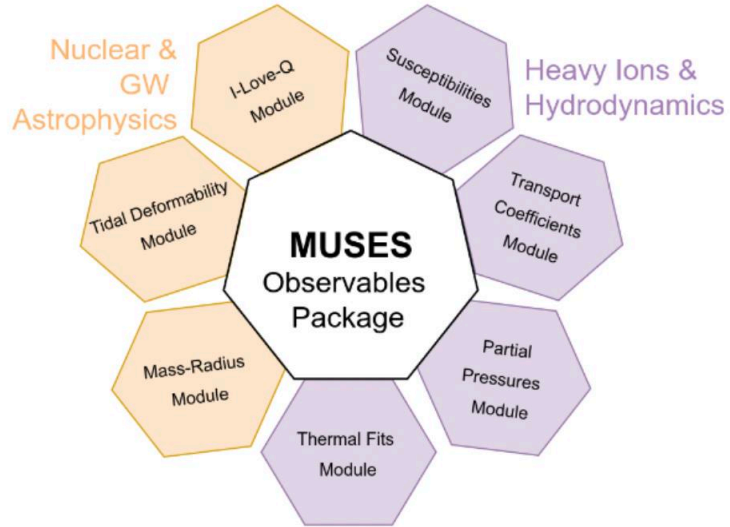 Nuclear &
GW
Astrophysics
I-Love-Q
Module
Susceptibilities
Module
Heavy Ions &
Hydrodynamics
Tidal Deformability
Module
Transport
Coefficients
Module
MUSES
Observables
Package
Mass-Radius
Module
Partial
Pressures
Module
Thermal Fits
Module